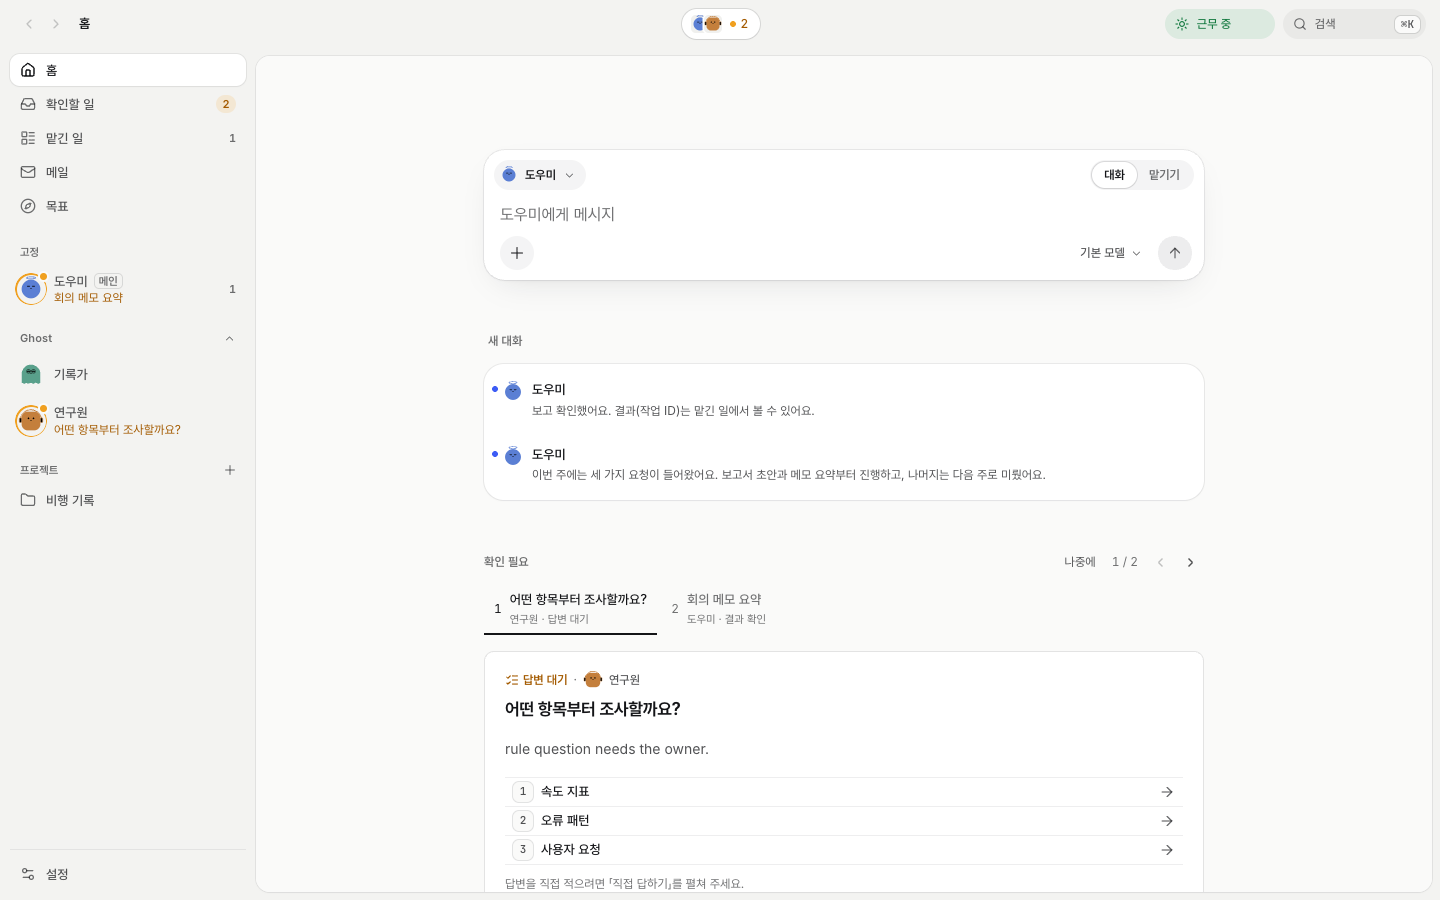 홈
2
근무 중
검색
⌘K
홈
확인할 일
2
맡긴 일
1
메일
목표
고정
도우미 메인
회의 메모 요약
1
Ghost
기록가
연구원
어떤 항목부터 조사할까요?
프로젝트
비행 기록
설정
도우미
대화
맡기기
도우미에게 메시지
기본 모델
새 대화
도우미
보고 확인했어요. 결과(작업 ID)는 맡긴 일에서 볼 수 있어요.
도우미
이번 주에는 세 가지 요청이 들어왔어요. 보고서 초안과 메모 요약부터 진행하고, 나머지는 다음 주로 미뤘어요.
확인 필요
나중에
1 / 2
1
어떤 항목부터 조사할까요?
연구원 · 답변 대기
2
회의 메모 요약
도우미 · 결과 확인
답변 대기 · 연구원
어떤 항목부터 조사할까요?
rule question needs the owner.
1 속도 지표
2 오류 패턴
3 사용자 요청
답변을 직접 적으려면 「직접 답하기」를 펼쳐 주세요.